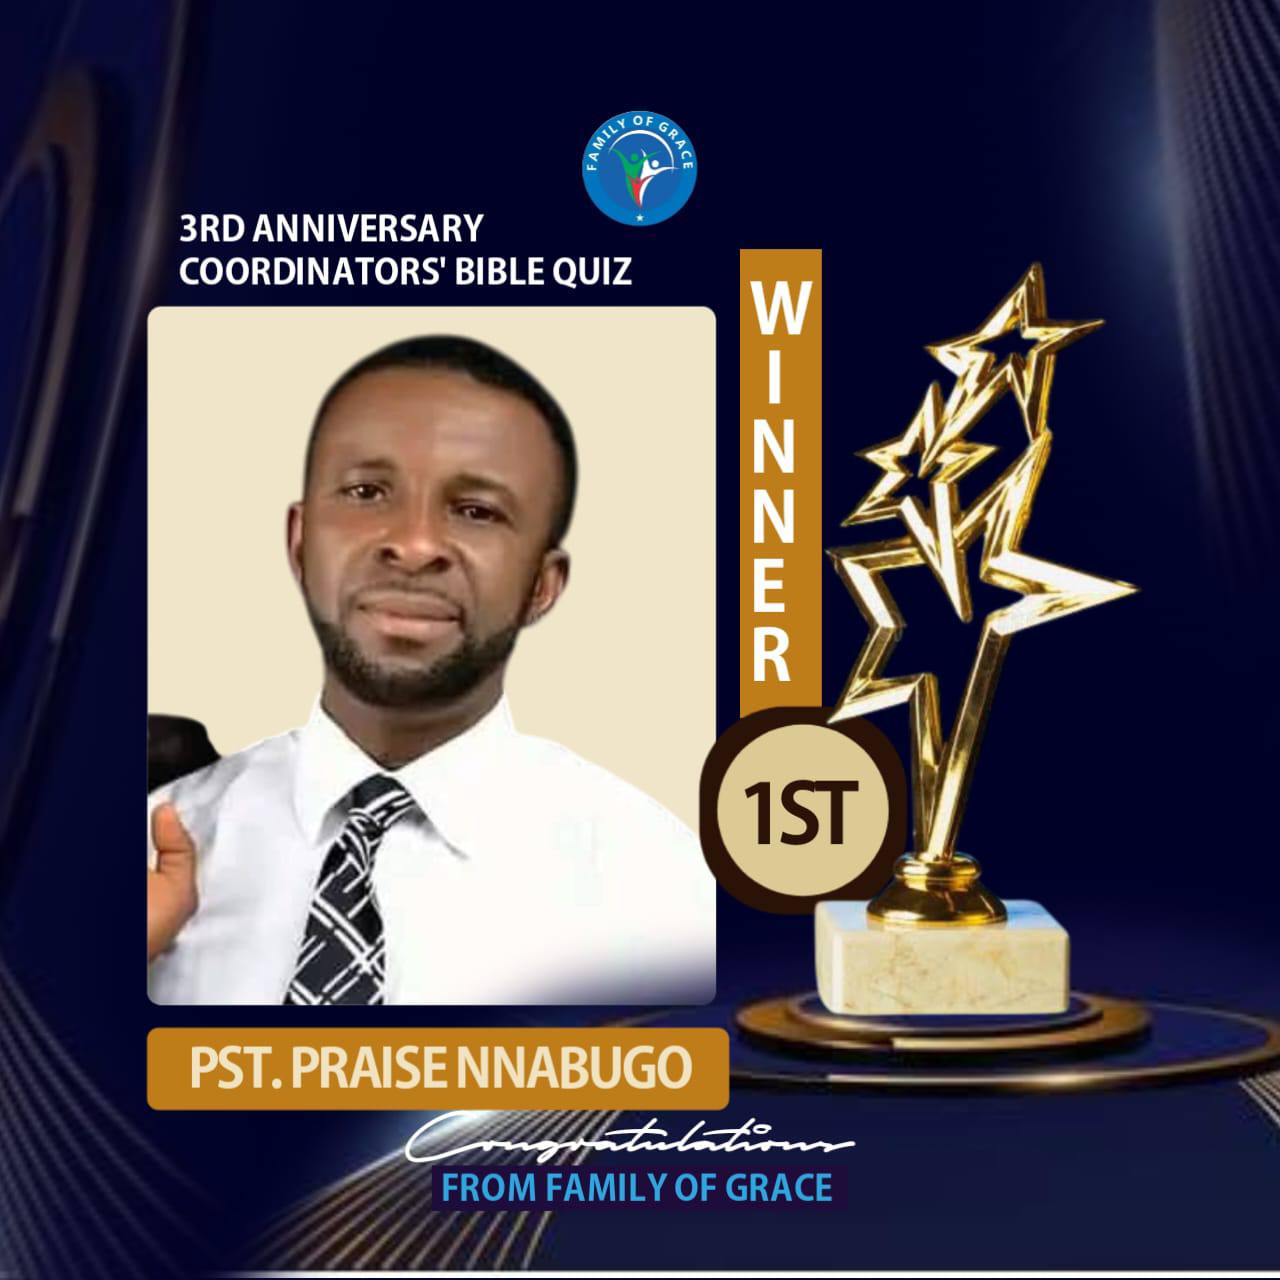 FAMILY OF GRACE
3RD ANNIVERSARY
COORDINATORS' BIBLE QUIZ
WINNER
1ST
PST. PRAISE NNABUGO
Congratulations
FROM FAMILY OF GRACE